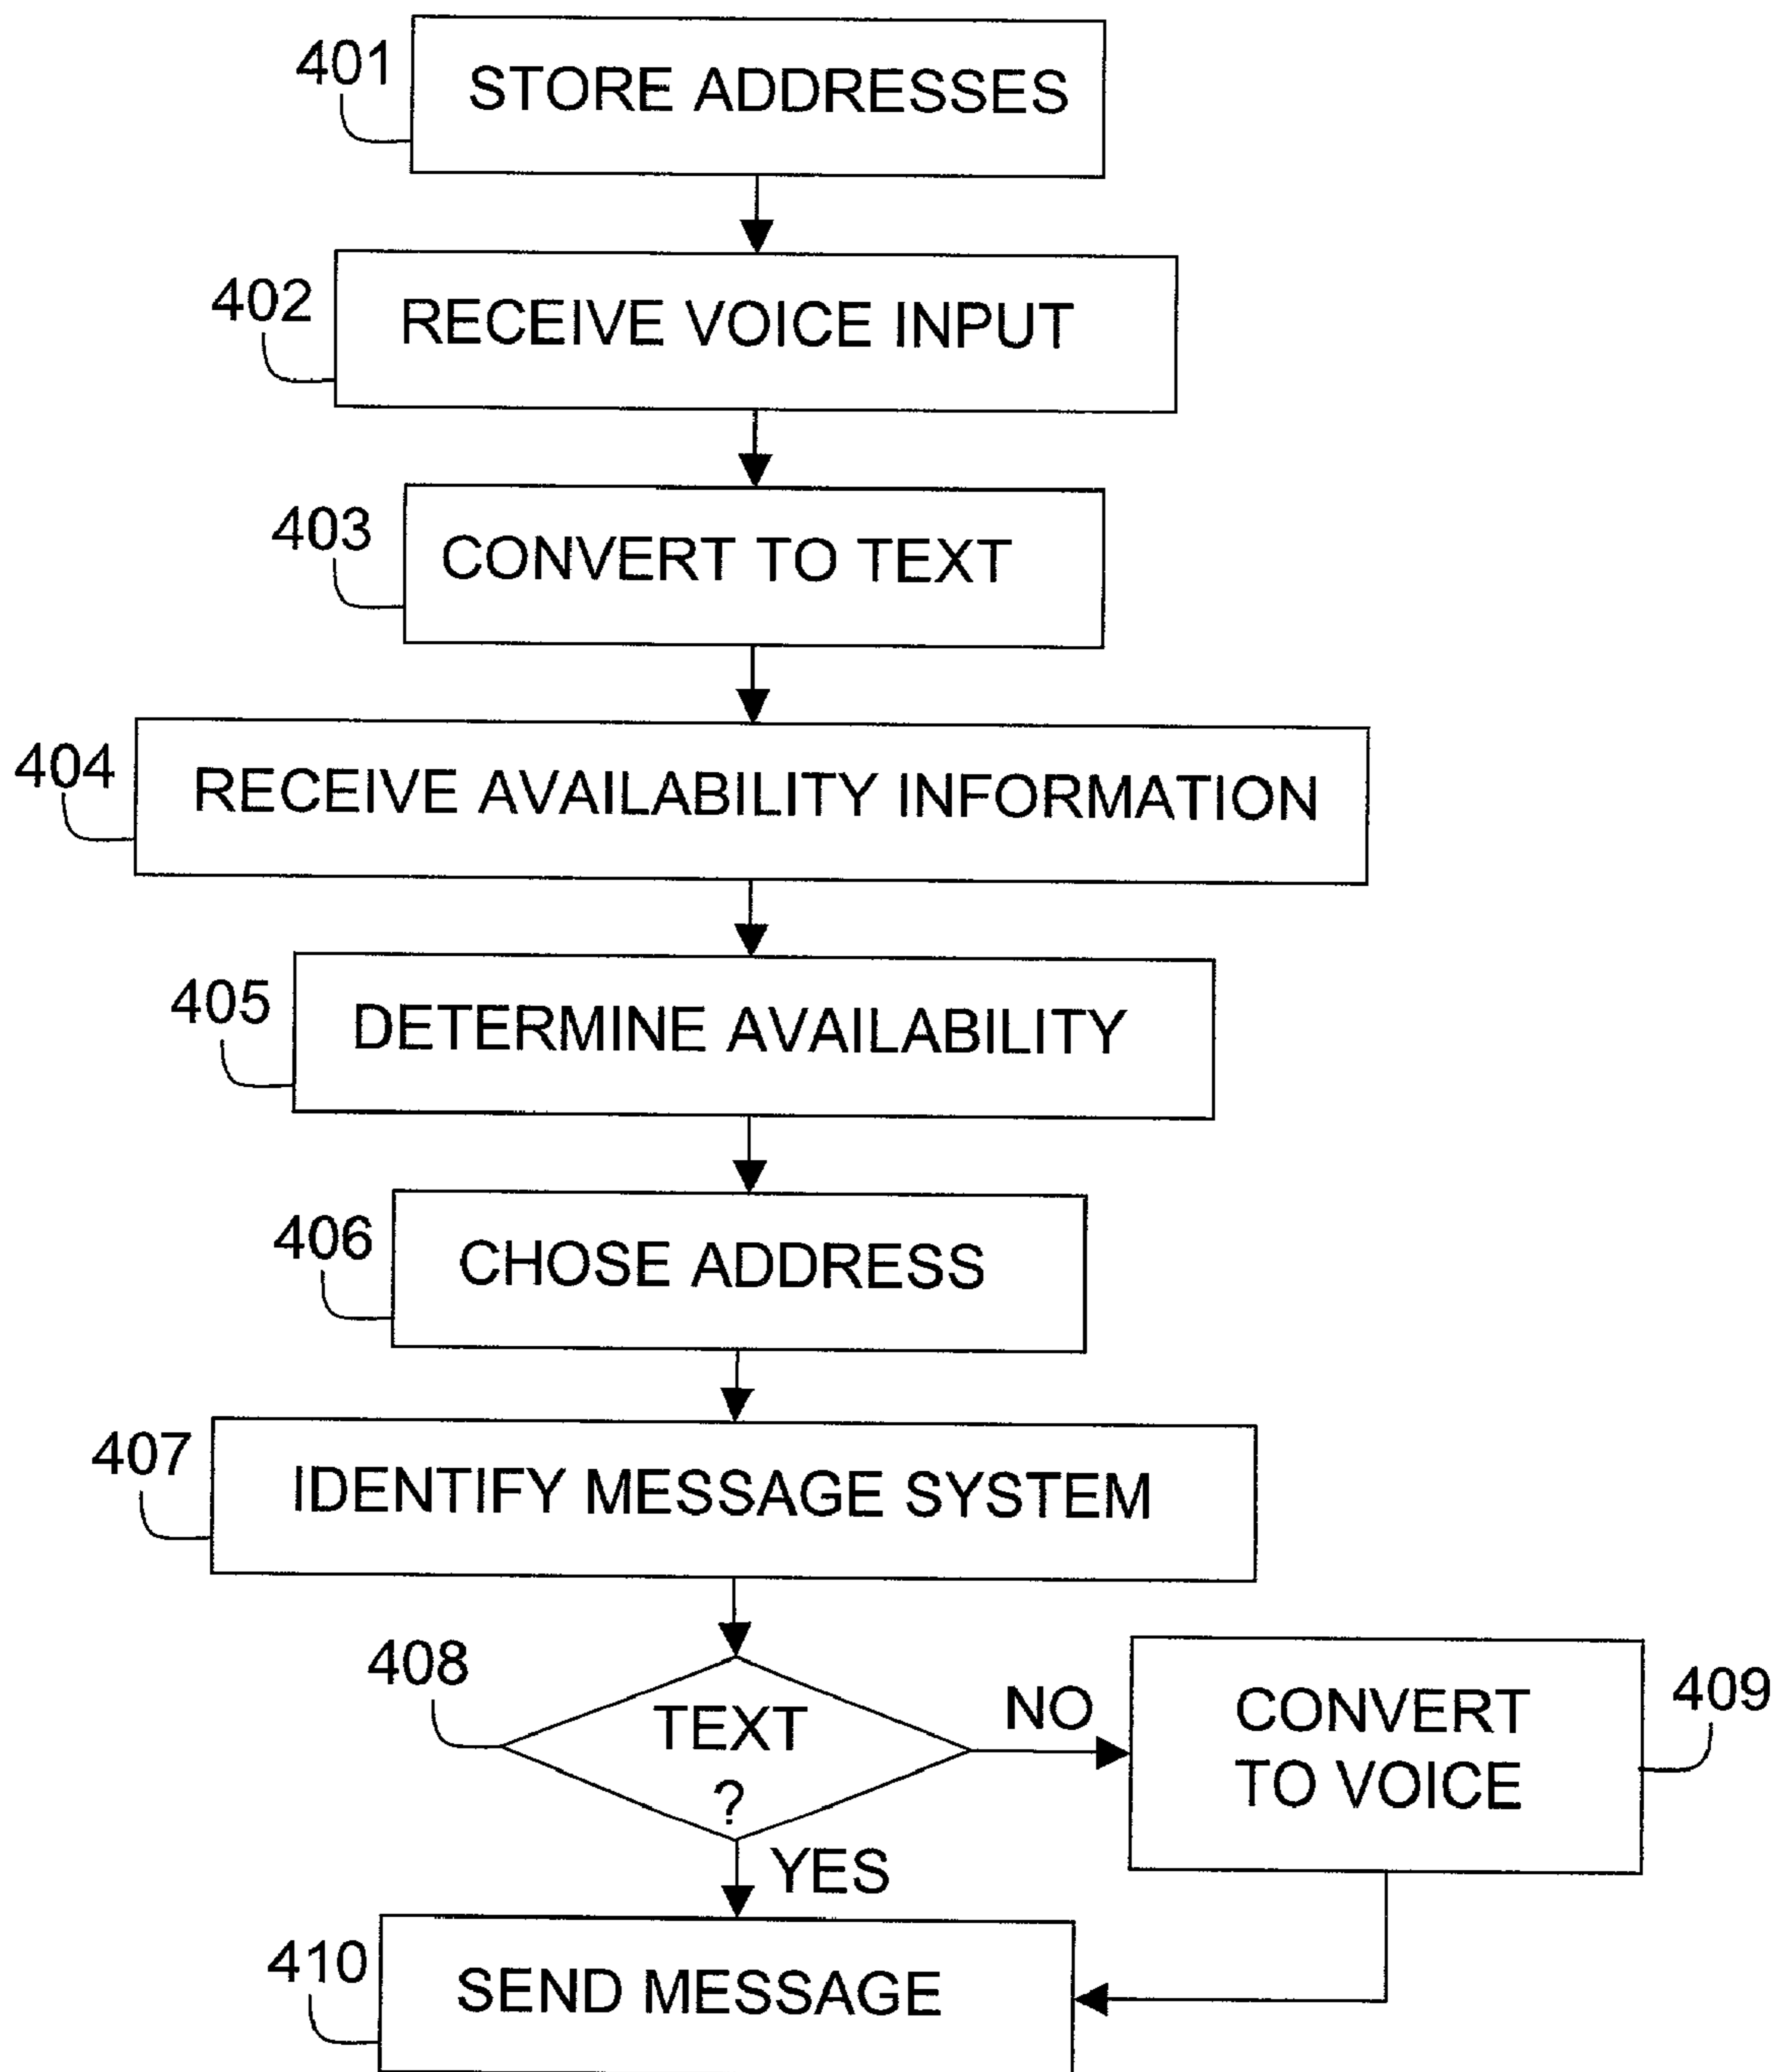 401
STORE ADDRESSES
402
RECEIVE VOICE INPUT
403
CONVERT TO TEXT
404
RECEIVE AVAILABILITY INFORMATION
405
DETERMINE AVAILABILITY
406
CHOSE ADDRESS
407
IDENTIFY MESSAGE SYSTEM
408
TEXT
?
NO
YES
CONVERT
TO VOICE
409
410
SEND MESSAGE